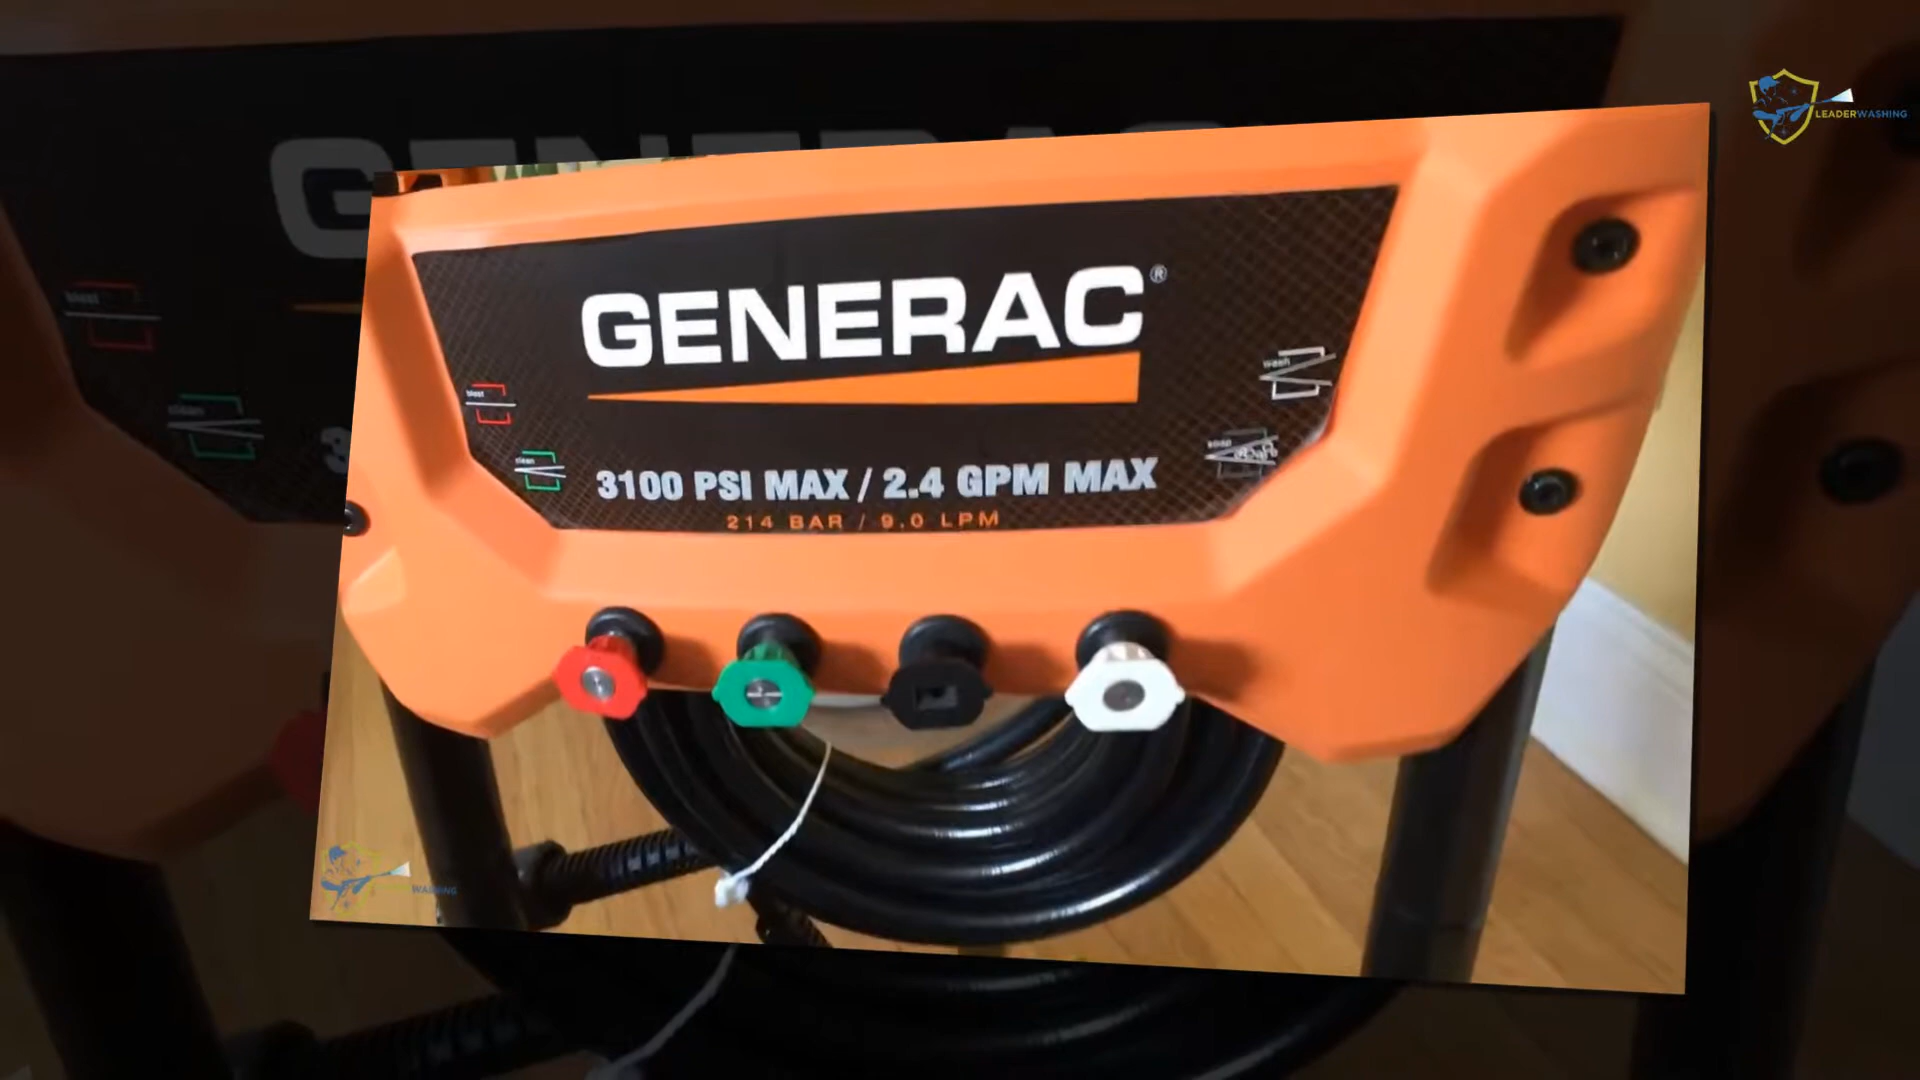 LEADERWASHING
GENERAC®
blast
wash
clean
soap
3100 PSI MAX / 2.4 GPM MAX
214 BAR / 9.0 LPM